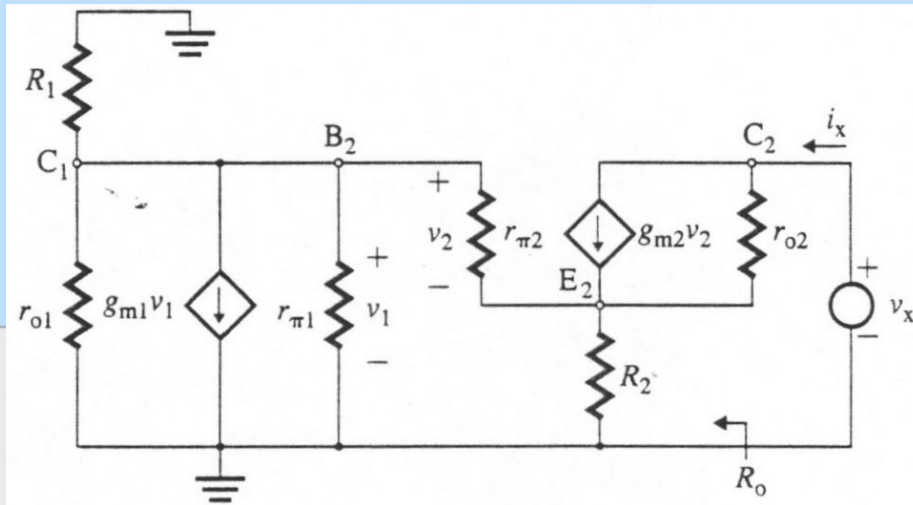 R1
C1
B2
C2
ix
+
v2
−
rπ2
gm2v2
ro2
E2
ro1
gm1v1
rπ1
+
v1
−
+
vx
−
R2
Ro